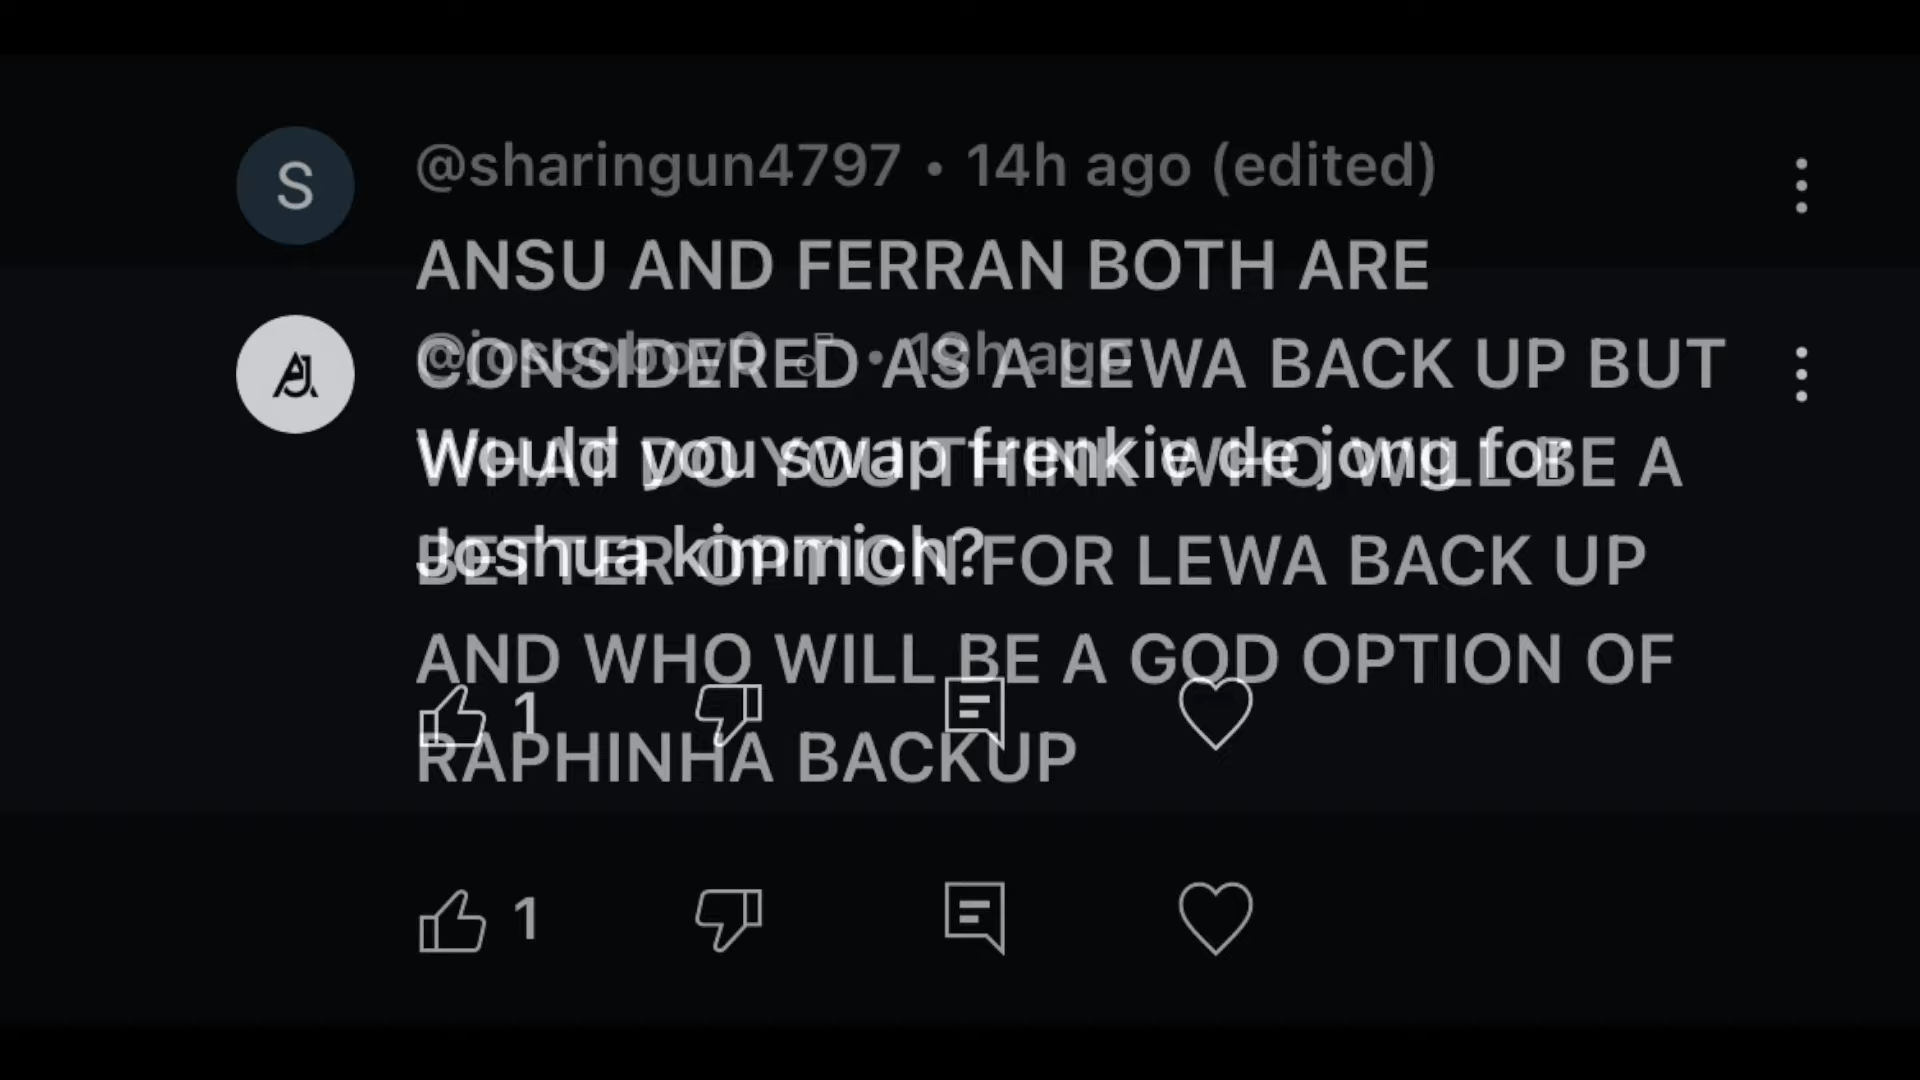 S
@sharingun4797 • 14h ago (edited)
ANSU AND FERRAN BOTH ARE
CONSIDERED AS A LEWA BACK UP BUT
WHAT DO YOU THINK WHO WILL BE A
BETTER OPTION FOR LEWA BACK UP
AND WHO WILL BE A GOD OPTION OF
RAPHINHA BACKUP
1
AJ.
ago
Would you swap frenkie de jong for
Joshua kimmich?
1